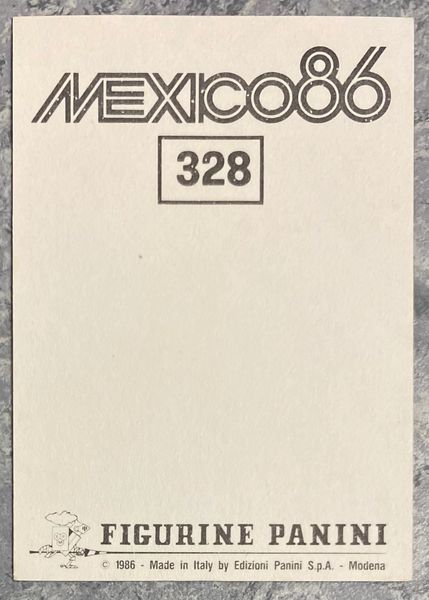 MEXICO86
328
FIGURINE PANINI
© 1986 - Made in Italy by Edizioni Panini S.p.A. - Modena